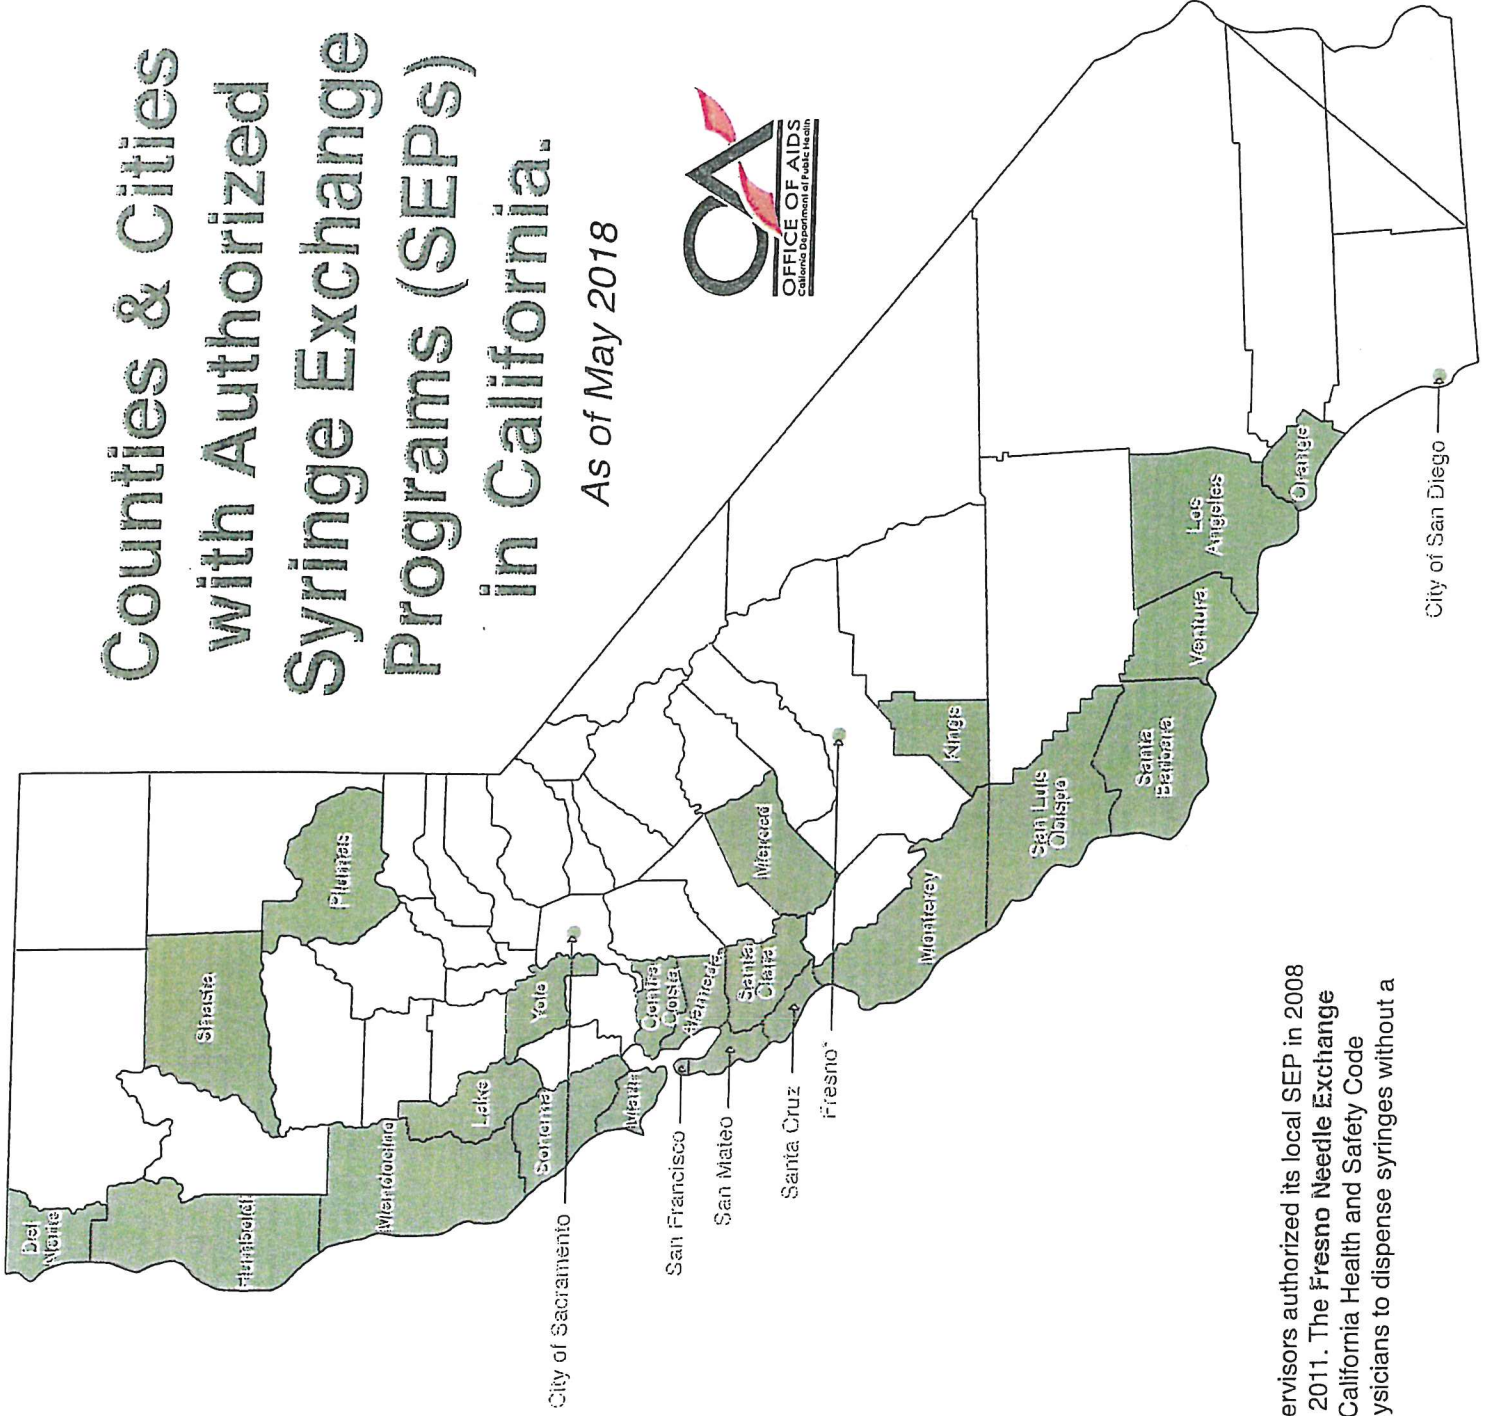 Counties & Cities
with Authorized
Syringe Exchange
Programs (SEPs)
in California.
As of May 2018
OA
OFFICE OF AIDS
California Department of Public Health
Del
Norte
Humboldt
Shasta
Plumas
Mendocino
Lake
Yolo
Sonoma
Marin
Contra
Costa
Alameda
Santa
Clara
Merced
Monterey
Kings
San Luis
Obispo
Santa
Barbara
Ventura
Los
Angeles
Orange
City of Sacramento
San Francisco
San Mateo
Santa Cruz
Fresno*
City of San Diego
ervisors authorized its local SEP in 2008
2011. The Fresno Needle Exchange
California Health and Safety Code
ysicians to dispense syringes without a